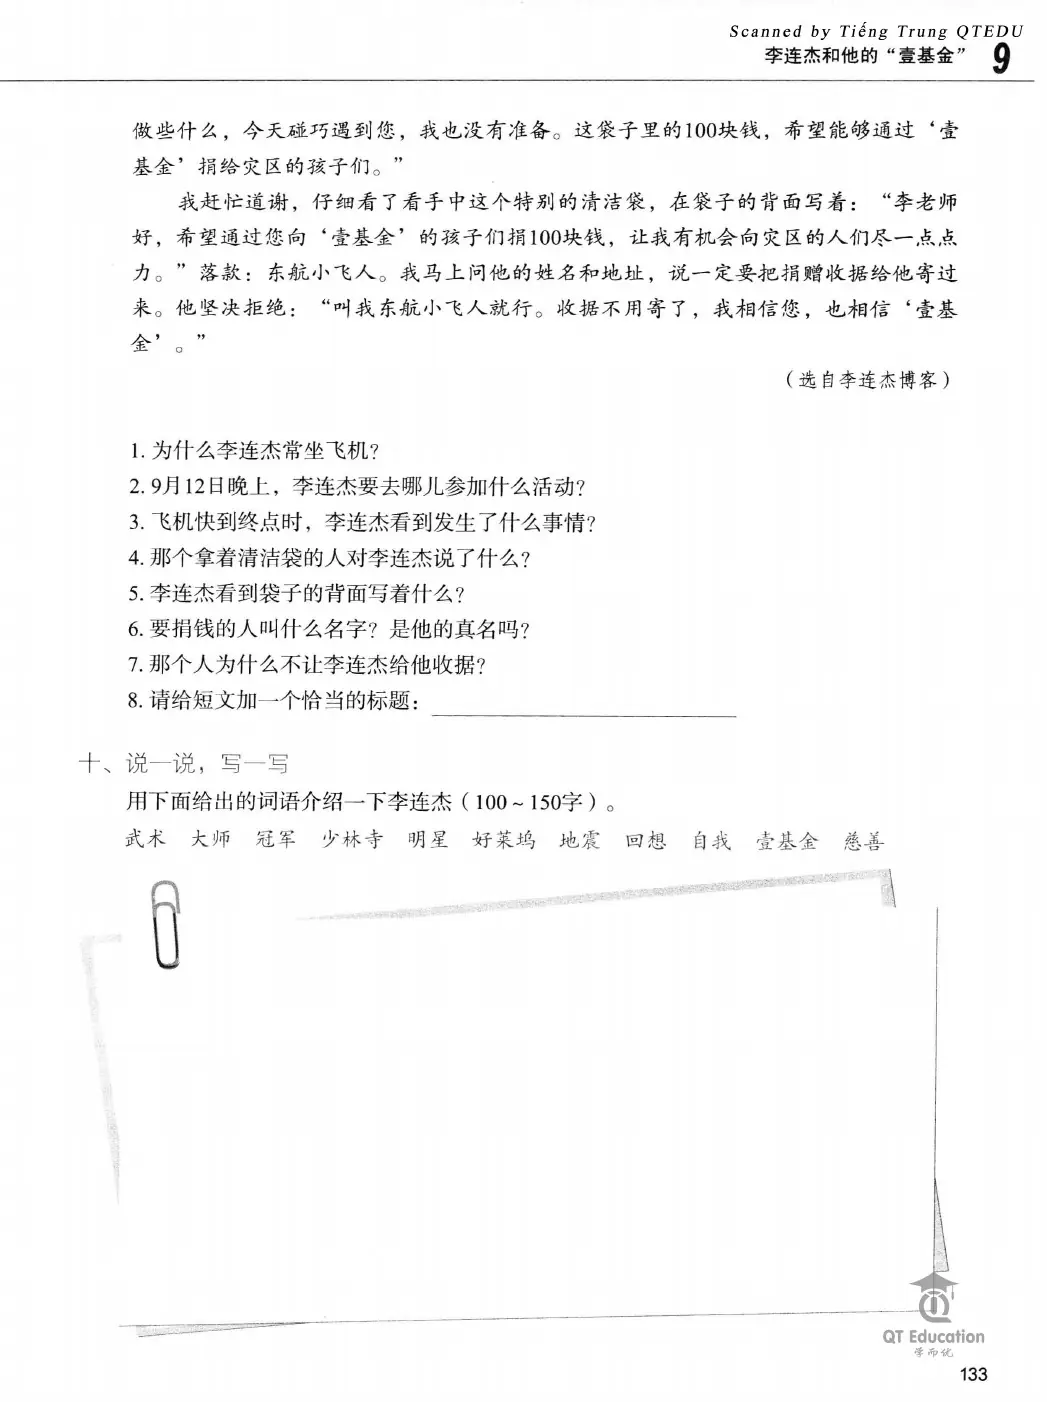 Scanned by Tiếng Trung QTEDU
李连杰和他的“壹基金” 9
做些什么，今天碰巧遇到您，我也没有准备。这袋子里的100块钱，希望能够通过‘壹
基金’捐给灾区的孩子们。”
我赶忙道谢，仔细看了看手中这个特别的清洁袋，在袋子的背面写着：“李老师
好，希望通过您向‘壹基金’的孩子们捐100块钱，让我有机会向灾区的人们尽一点点
力。”落款：东航小飞人。我马上问他的姓名和地址，说一定要把捐赠收据给他寄过
来。他坚决拒绝：“叫我东航小飞人就行。收据不用寄了，我相信您，也相信‘壹基
金’。”
（选自李连杰博客）
1. 为什么李连杰常坐飞机？
2. 9月12日晚上，李连杰要去哪儿参加什么活动？
3. 飞机快到终点时，李连杰看到发生了什么事情？
4. 那个拿着清洁袋的人对李连杰说了什么？
5. 李连杰看到袋子的背面写着什么？
6. 要捐钱的人叫什么名字？是他的真名吗？
7. 那个人为什么不让李连杰给他收据？
8. 请给短文加一个恰当的标题：
十、说一说，写一写
用下面给出的词语介绍一下李连杰（100～150字）。
武术 大师 冠军 少林寺 明星 好莱坞 地震 回想 自我 壹基金 慈善
QT Education
学而优
133